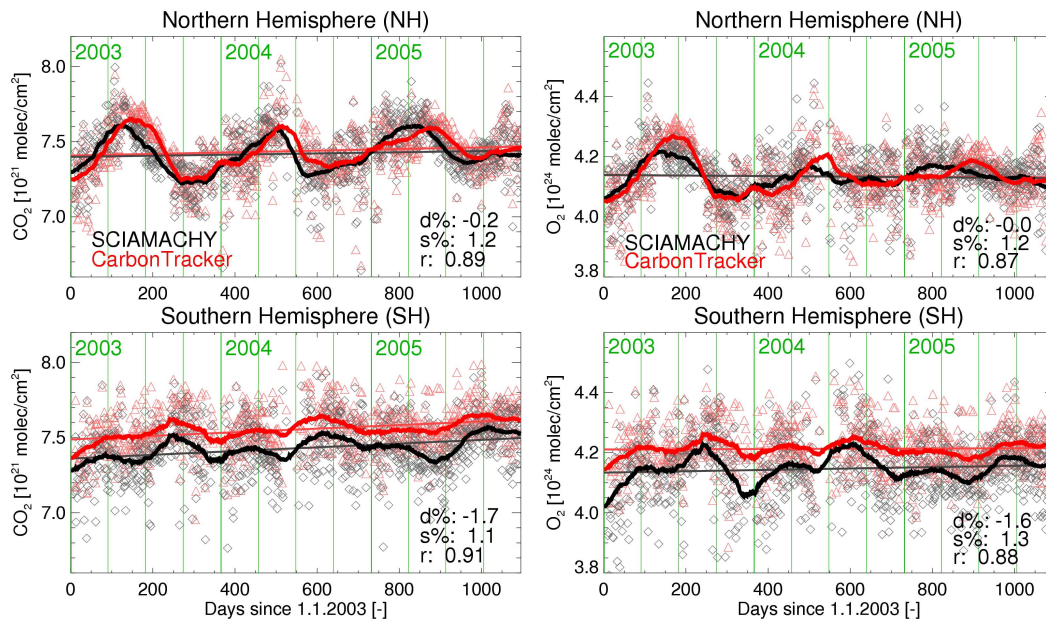 Northern Hemisphere (NH)
2003 2004 2005
CO2 [10^21 molec/cm^2]
8.0
7.5
7.0
SCIAMACHY
CarbonTracker
d%: -0.2
s%: 1.2
r: 0.89
0 200 400 600 800 1000
Northern Hemisphere (NH)
2003 2004 2005
O2 [10^24 molec/cm^2]
4.4
4.2
4.0
3.8
SCIAMACHY
CarbonTracker
d%: -0.0
s%: 1.2
r: 0.87
0 200 400 600 800 1000
Southern Hemisphere (SH)
2003 2004 2005
CO2 [10^21 molec/cm^2]
8.0
7.5
7.0
d%: -1.7
s%: 1.1
r: 0.91
0 200 400 600 800 1000
Days since 1.1.2003 [-]
Southern Hemisphere (SH)
2003 2004 2005
O2 [10^24 molec/cm^2]
4.4
4.2
4.0
3.8
d%: -1.6
s%: 1.3
r: 0.88
0 200 400 600 800 1000
Days since 1.1.2003 [-]